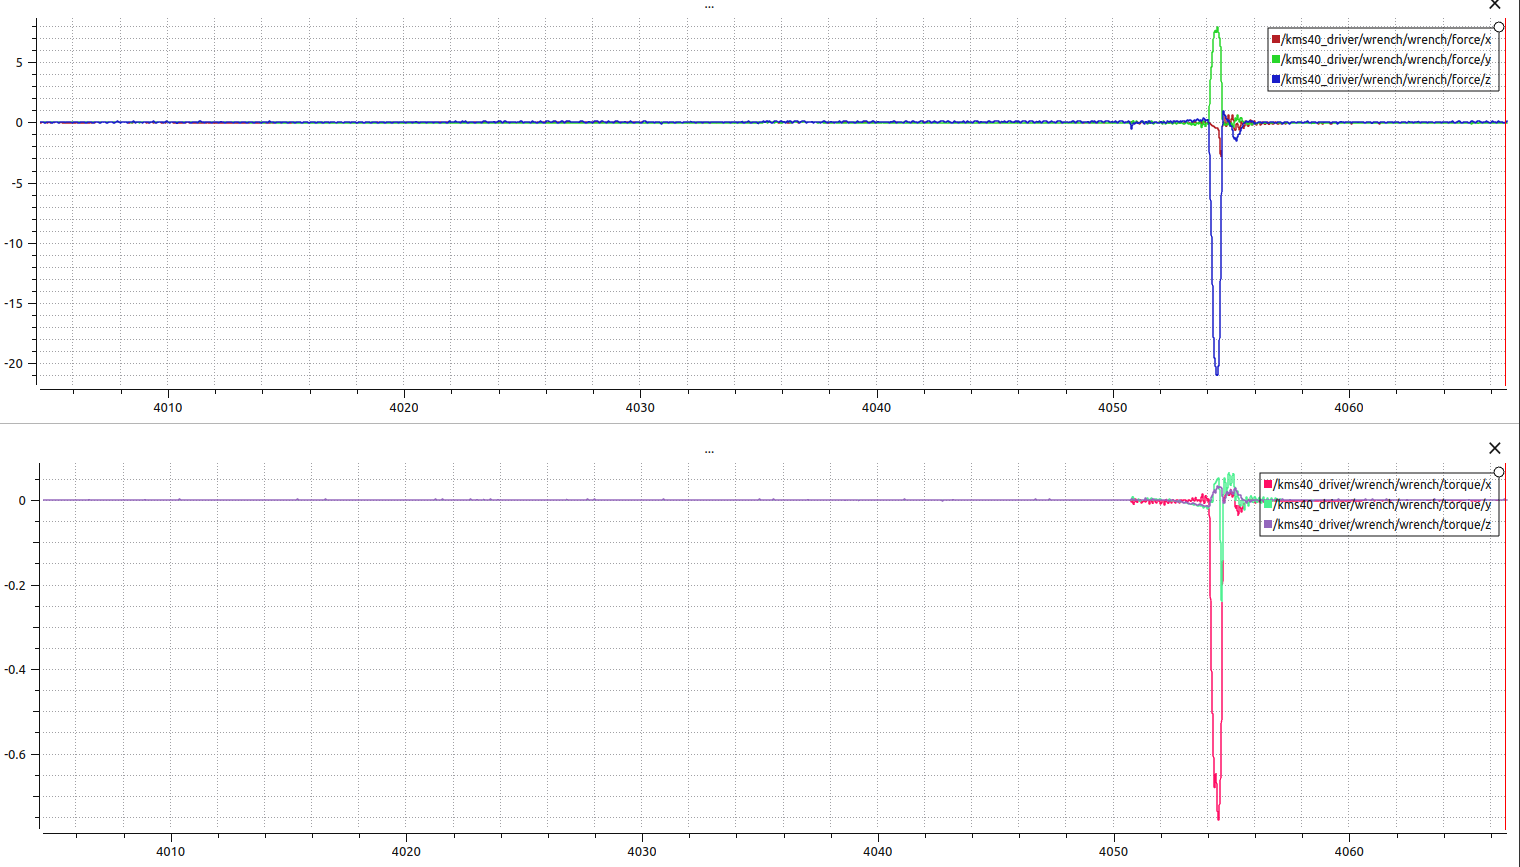 ...
/kms40_driver/wrench/wrench/force/x
/kms40_driver/wrench/wrench/force/y
/kms40_driver/wrench/wrench/force/z
5
0
-5
-10
-15
-20
4010 4020 4030 4040 4050 4060
...
/kms40_driver/wrench/wrench/torque/x
/kms40_driver/wrench/wrench/torque/y
/kms40_driver/wrench/wrench/torque/z
0
-0.2
-0.4
-0.6
4010 4020 4030 4040 4050 4060